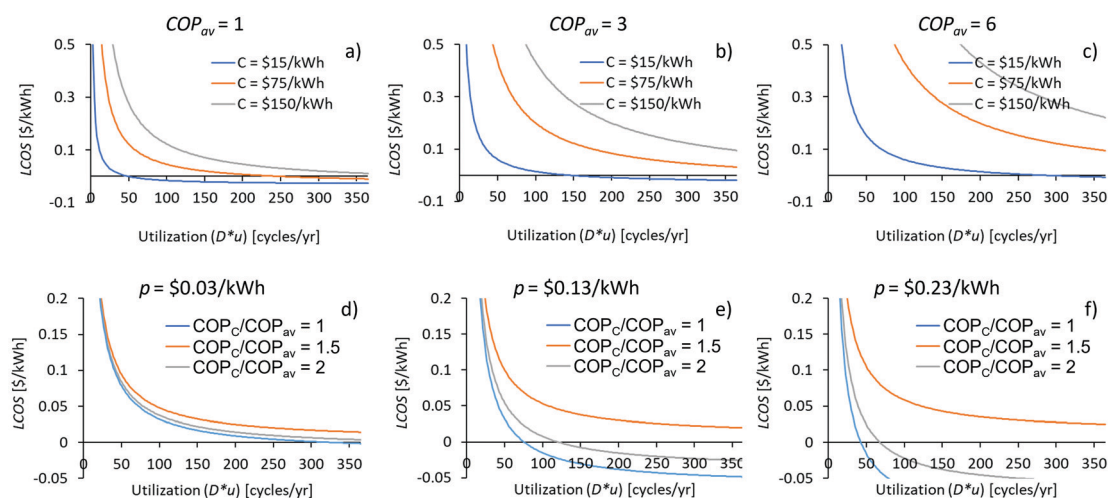 COPav = 1
a)
C = $15/kWh
C = $75/kWh
C = $150/kWh
0.5
0.3
0.1
-0.1
LCOS [$/kWh]
0 50 100 150 200 250 300 350
Utilization (D*u) [cycles/yr]
COPav = 3
b)
C = $15/kWh
C = $75/kWh
C = $150/kWh
0.5
0.3
0.1
-0.1
LCOS [$/kWh]
0 50 100 150 200 250 300 350
Utilization (D*u) [cycles/yr]
COPav = 6
c)
C = $15/kWh
C = $75/kWh
C = $150/kWh
0.5
0.3
0.1
-0.1
LCOS [$/kWh]
0 50 100 150 200 250 300 350
Utilization (D*u) [cycles/yr]
p = $0.03/kWh
d)
COPC/COPav = 1
COPC/COPav = 1.5
COPC/COPav = 2
0.2
0.15
0.1
0.05
0
-0.05
LCOS [$/kWh]
0 50 100 150 200 250 300 350
Utilization (D*u) [cycles/yr]
p = $0.13/kWh
e)
COPC/COPav = 1
COPC/COPav = 1.5
COPC/COPav = 2
0.2
0.15
0.1
0.05
0
-0.05
LCOS [$/kWh]
0 50 100 150 200 250 300 350
Utilization (D*u) [cycles/yr]
p = $0.23/kWh
f)
COPC/COPav = 1
COPC/COPav = 1.5
COPC/COPav = 2
0.2
0.15
0.1
0.05
0
-0.05
LCOS [$/kWh]
0 50 100 150 200 250 300 350
Utilization (D*u) [cycles/yr]